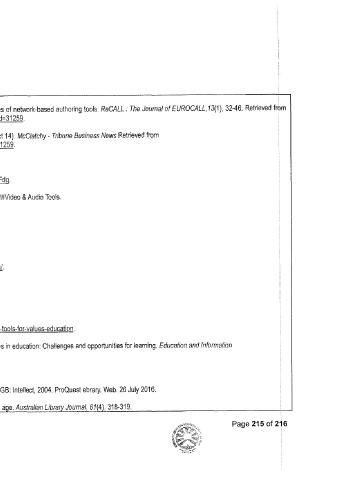 s of network-based authoring tools. ReCALL : The Journal of EUROCALL,13(1), 32-46. Retrieved from
d=31259.
t 14). McClatchy - Tribune Business News Retrieved from
1259.
Fdg.
Video & Audio Tools.
-tools-for-values-education.
s in education: Challenges and opportunities for learning. Education and Information
GB: Intellect, 2004. ProQuest ebrary. Web. 26 July 2016.
age. Australian Library Journal, 61(4), 318-319.
Page 215 of 216